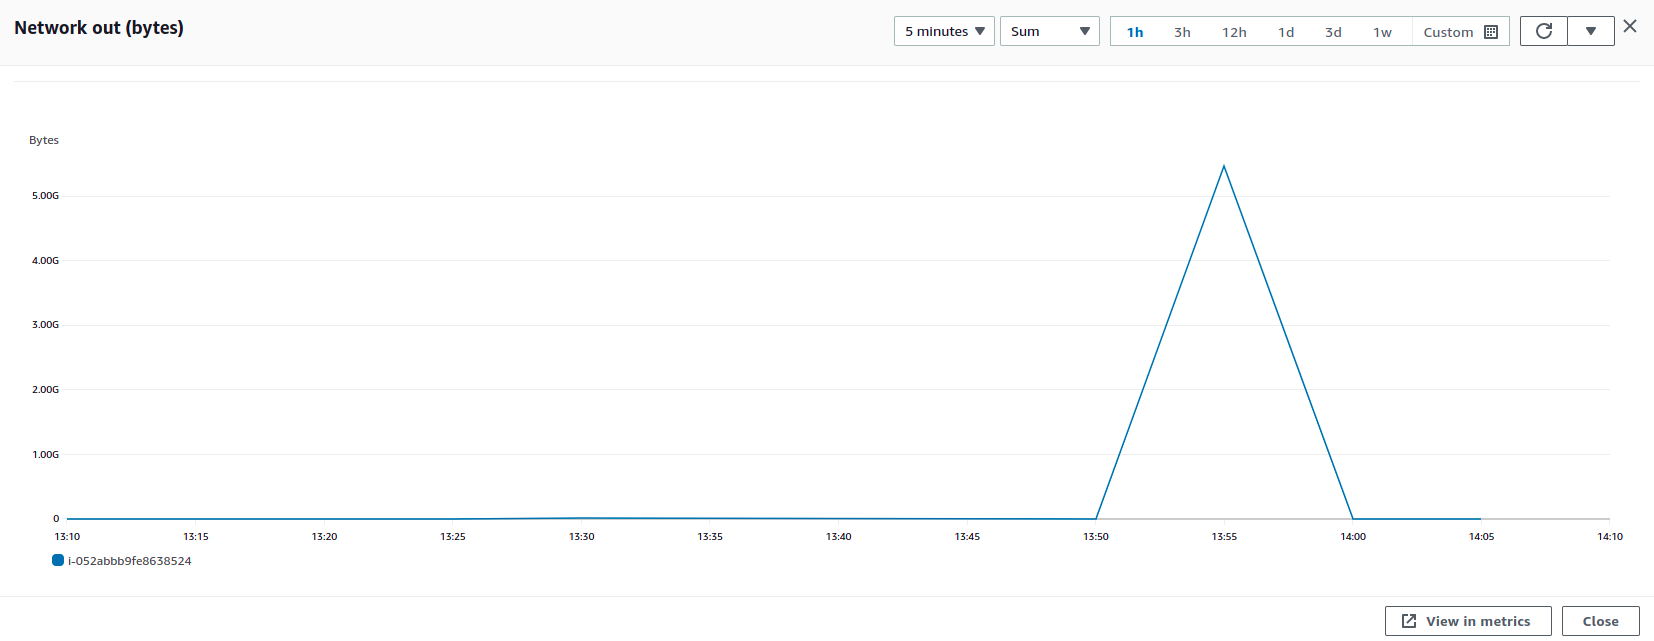 Network out (bytes)
5 minutes
Sum
1h 3h 12h 1d 3d 1w Custom
Bytes
5.00G
4.00G
3.00G
2.00G
1.00G
0
13:10 13:15 13:20 13:25 13:30 13:35 13:40 13:45 13:50 13:55 14:00 14:05 14:10
i-052abbb9fe8638524
View in metrics
Close